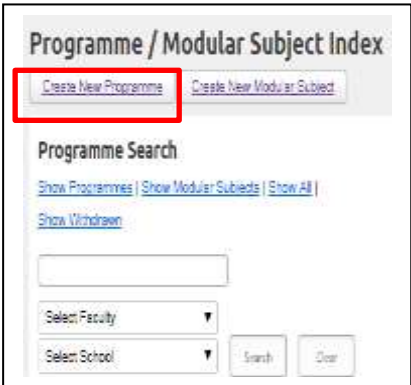 Programme / Modular Subject Index
Create New Programme Create New Modular Subject
Programme Search
Show Programmes | Show Modular Subjects | Show All |
Show Withdrawn
Select Faculty
Select School Search Clear